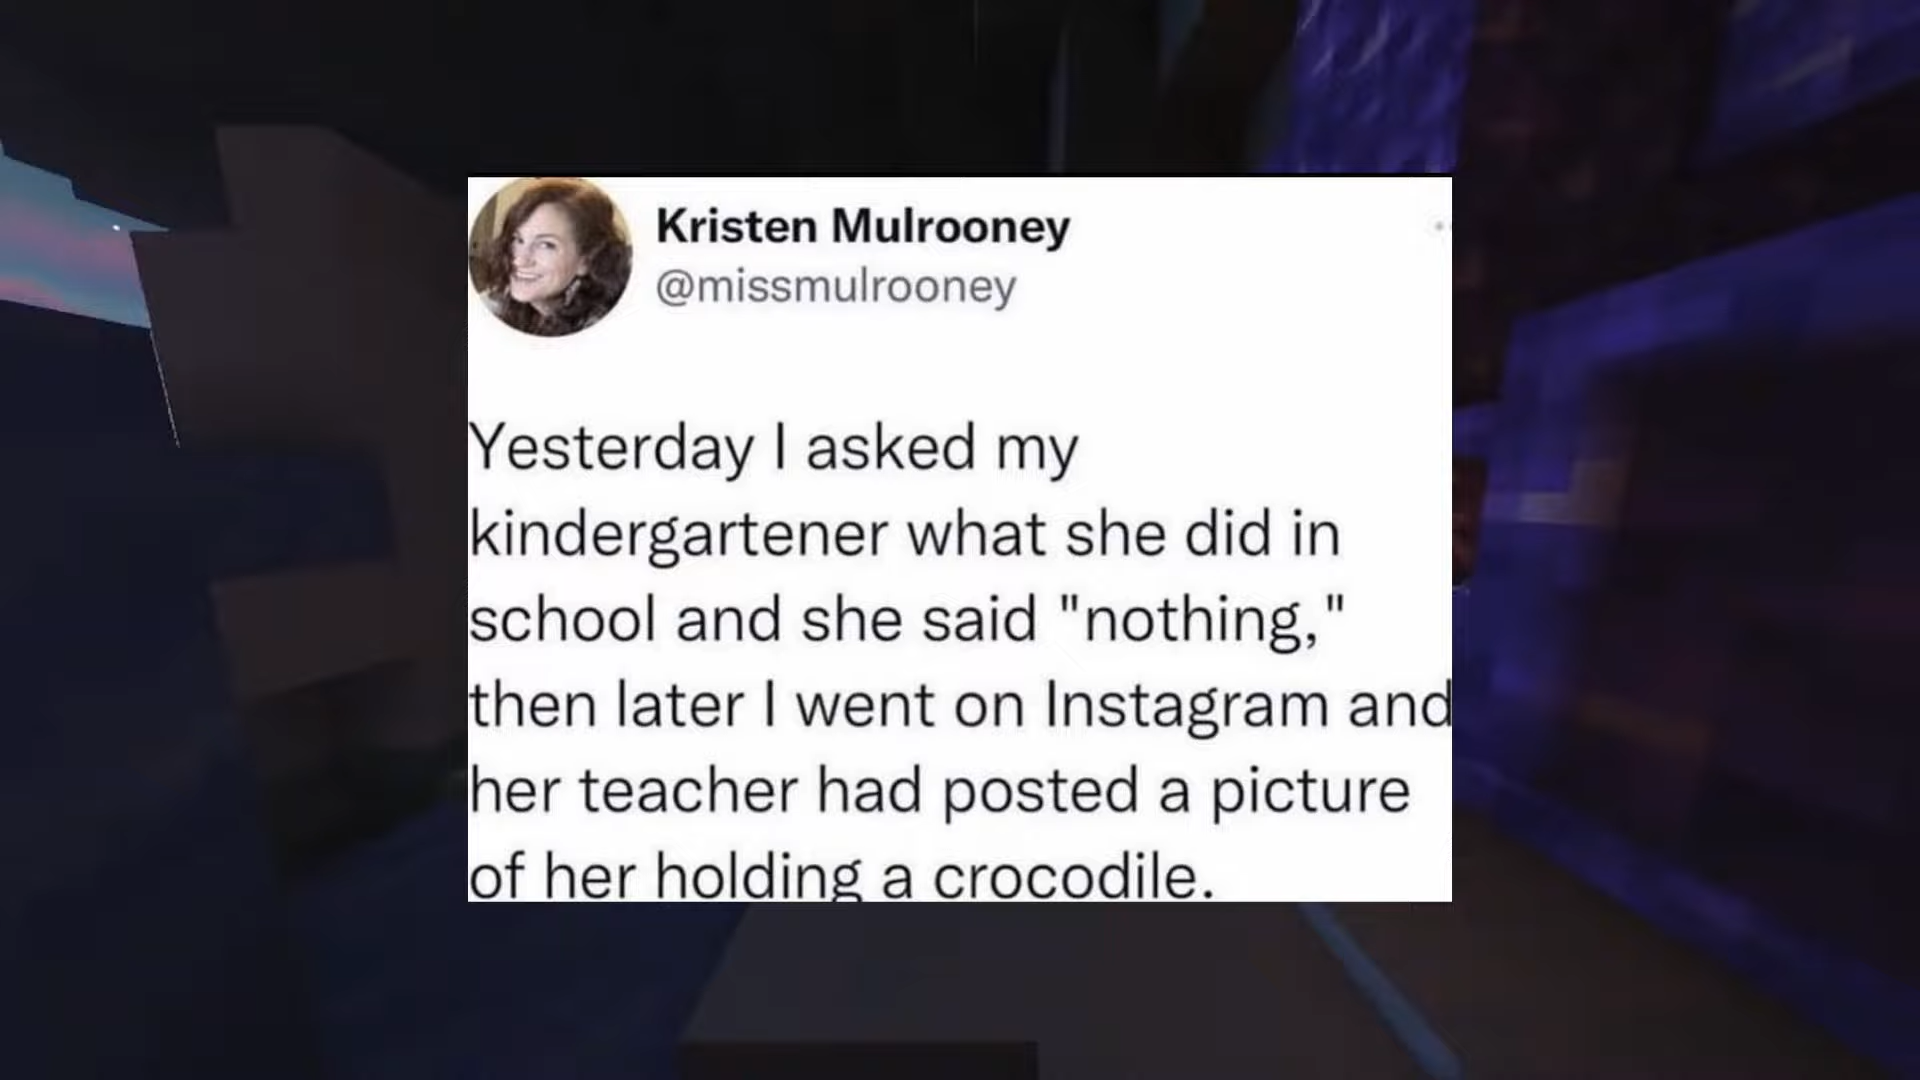 Kristen Mulrooney
@missmulrooney
Yesterday I asked my
kindergartener what she did in
school and she said "nothing,"
then later I went on Instagram and
her teacher had posted a picture
of her holding a crocodile.